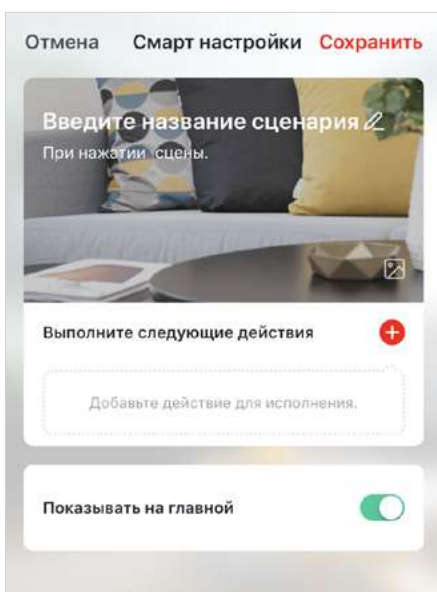 Отмена Смарт настройки Сохранить
Введите название сценария
При нажатии сцены.
Выполните следующие действия
Добавьте действие для исполнения.
Показывать на главной